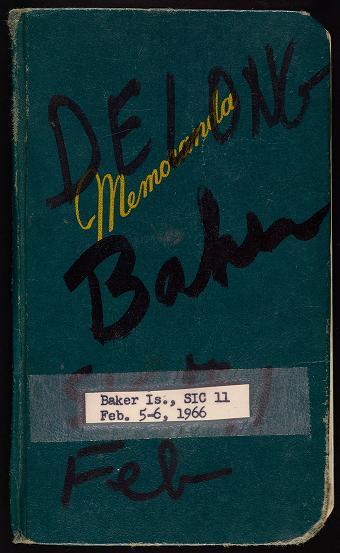 DELONG
Memoranda
Baker
Baker Is., SIC 11
Feb. 5-6, 1966
Feb